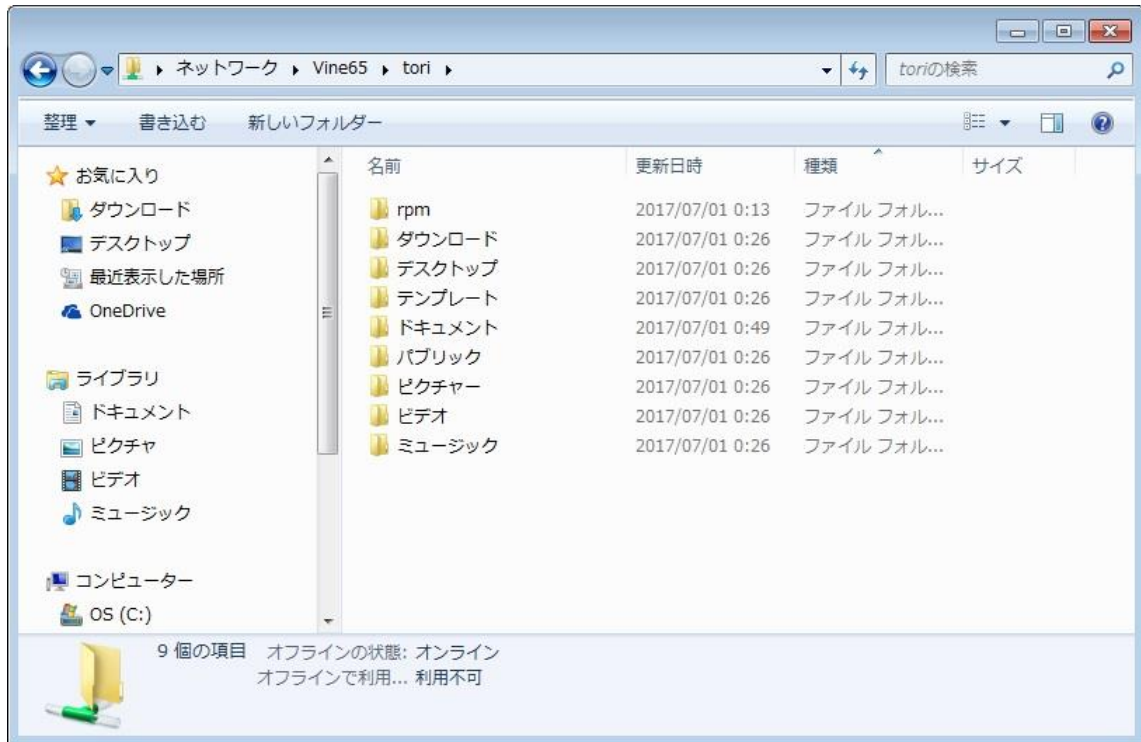 ネットワーク Vine65 tori toriの検索
整理 書き込む 新しいフォルダー
お気に入り
ダウンロード
デスクトップ
最近表示した場所
OneDrive
ライブラリ
ドキュメント
ピクチャ
ビデオ
ミュージック
コンピューター
OS (C:)
名前 更新日時 種類 サイズ
rpm 2017/07/01 0:13 ファイル フォル...
ダウンロード 2017/07/01 0:26 ファイル フォル...
デスクトップ 2017/07/01 0:26 ファイル フォル...
テンプレート 2017/07/01 0:26 ファイル フォル...
ドキュメント 2017/07/01 0:49 ファイル フォル...
パブリック 2017/07/01 0:26 ファイル フォル...
ピクチャー 2017/07/01 0:26 ファイル フォル...
ビデオ 2017/07/01 0:26 ファイル フォル...
ミュージック 2017/07/01 0:26 ファイル フォル...
9 個の項目 オフラインの状態: オンライン
オフラインで利用... 利用不可